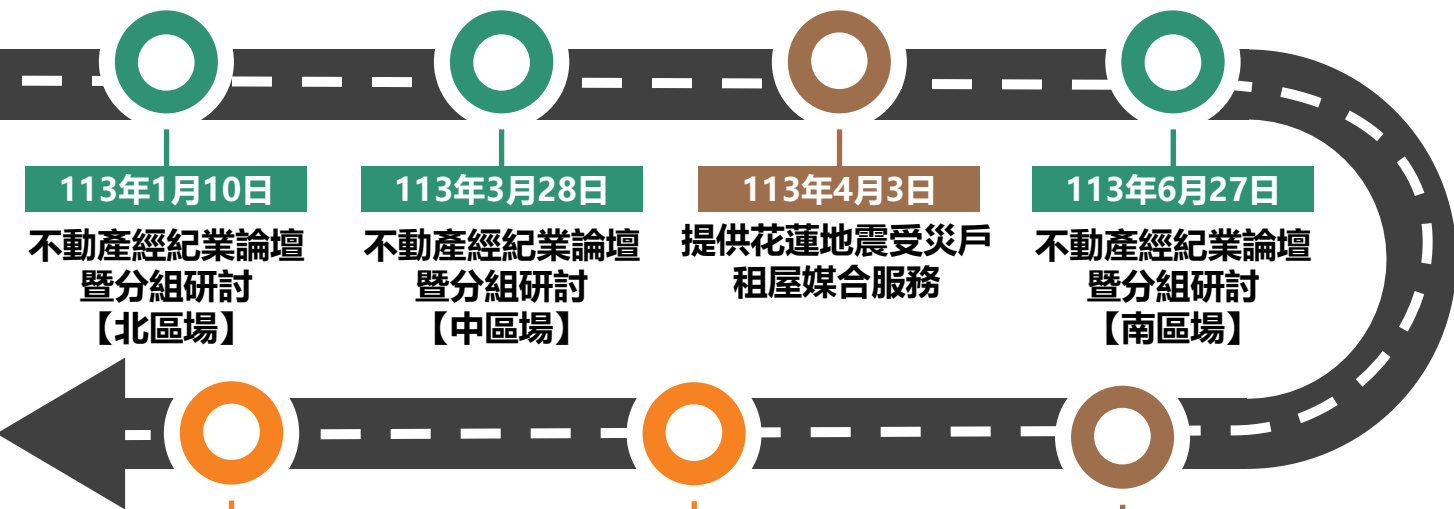 113年1月10日
不動產經紀業論壇
暨分組研討
【北區場】
113年3月28日
不動產經紀業論壇
暨分組研討
【中區場】
113年4月3日
提供花蓮地震受災戶
租屋媒合服務
113年6月27日
不動產經紀業論壇
暨分組研討
【南區場】